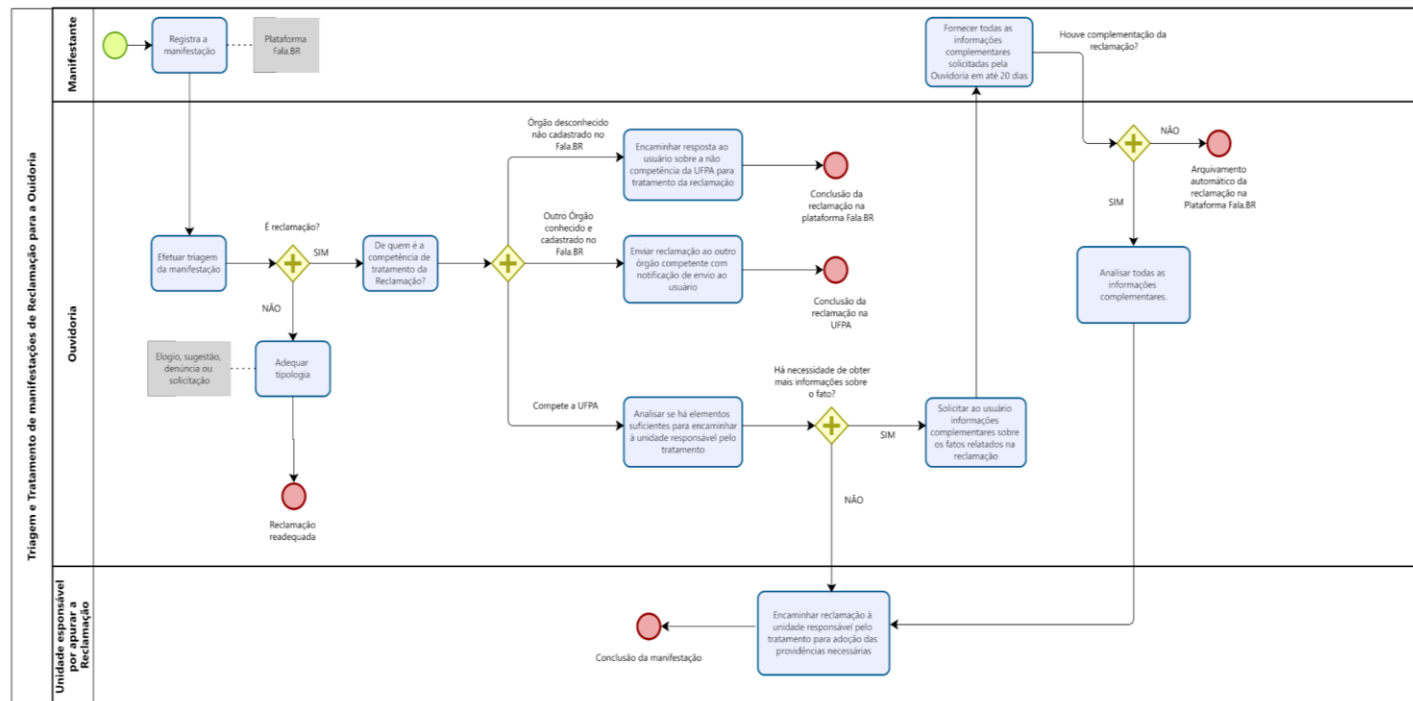 Triagem e Tratamento de manifestações de Reclamação para a Ouidoria
Manifestante
Registra a
manifestação
Plataforma
Fala.BR
Fornecer todas as
informações
complementares
solicitadas pela
Ouvidoria em até 20 dias
Houve complementação da
reclamação?
Ouvidoria
Efetuar triagem
da manifestação
É reclamação?
SIM
NÃO
Adequar
tipologia
Elogio, sugestão,
denúncia ou
solicitação
Reclamação
readequada
De quem é a
competência de
tratamento da
Reclamação?
Órgão desconhecido
não cadastrado no
Fala.BR
Encaminhar resposta ao
usuário sobre a não
competência da UFPA para
tratamento da reclamação
Conclusão da
reclamação na
plataforma Fala.BR
Outro Órgão
conhecido e
cadastrado no
Fala.BR
Enviar reclamação ao outro
órgão competente com
notificação de envio ao
usuário
Conclusão da
reclamação na
UFPA
Compete a UFPA
Analisar se há elementos
suficientes para encaminhar
à unidade responsável pelo
tratamento
Há necessidade de obter
mais informações sobre
o fato?
SIM
NÃO
Solicitar ao usuário
informações
complementares sobre
os fatos relatados na
reclamação
NÃO
Arquivamento
automático da
reclamação na
Plataforma Fala.BR
SIM
Analisar todas as
informações
complementares.
Unidade esponsável
por apurar a
Reclamação
Encaminhar reclamação à
unidade responsável pelo
tratamento para adoção das
providências necessárias
Conclusão da manifestação